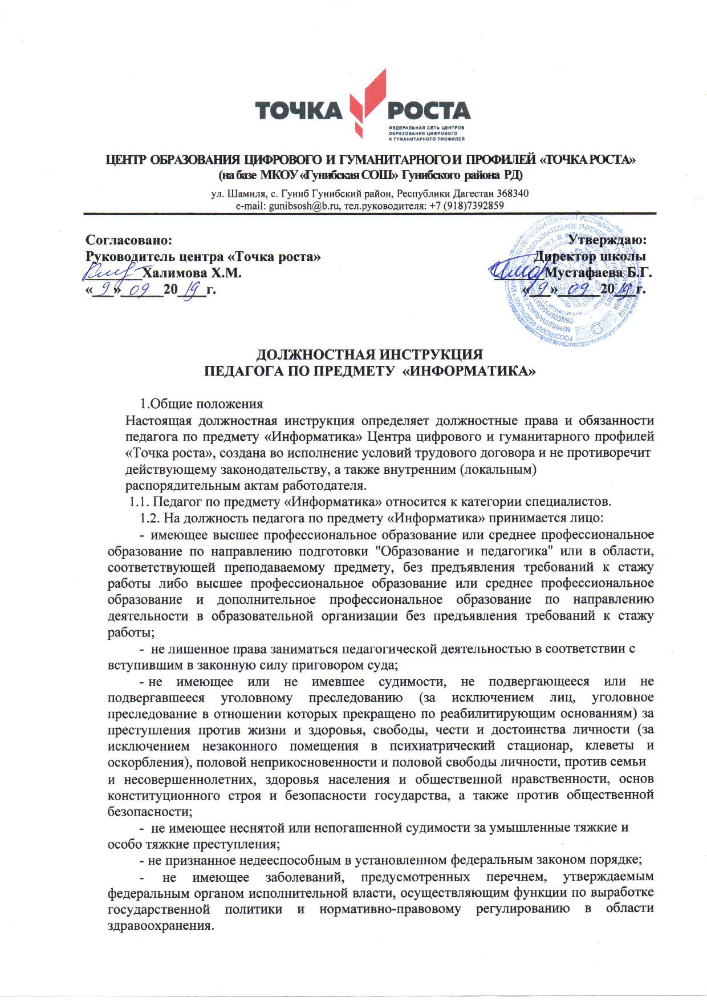 ТОЧКА РОСТА
ФЕДЕРАЛЬНАЯ СЕТЬ ЦЕНТРОВ
ОБРАЗОВАНИЯ ЦИФРОВОГО
И ГУМАНИТАРНОГО ПРОФИЛЕЙ
ЦЕНТР ОБРАЗОВАНИЯ ЦИФРОВОГО И ГУМАНИТАРНОГО И ПРОФИЛЕЙ «ТОЧКА РОСТА»
(на базе МКОУ «Гунибская СОШ» Гунибского района РД)
ул. Шамиля, с. Гуниб Гунибский район, Республики Дагестан 368340
e-mail: gunibsosh@b.ru, тел.руководителя: +7 (918)7392859
Согласовано: Утверждаю:
Руководитель центра «Точка роста» Директор школы
Халимова Х.М. Мустафаева Б.Г.
«9» 09 2019г. «9» 09 2019г.
ДОЛЖНОСТНАЯ ИНСТРУКЦИЯ
ПЕДАГОГА ПО ПРЕДМЕТУ «ИНФОРМАТИКА»
1.Общие положения
Настоящая должностная инструкция определяет должностные права и обязанности
педагога по предмету «Информатика» Центра цифрового и гуманитарного профилей
«Точка роста», создана во исполнение условий трудового договора и не противоречит
действующему законодательству, а также внутренним (локальным)
распорядительным актам работодателя.
1.1. Педагог по предмету «Информатика» относится к категории специалистов.
1.2. На должность педагога по предмету «Информатика» принимается лицо:
- имеющее высшее профессиональное образование или среднее профессиональное
образование по направлению подготовки "Образование и педагогика" или в области,
соответствующей преподаваемому предмету, без предъявления требований к стажу
работы либо высшее профессиональное образование или среднее профессиональное
образование и дополнительное профессиональное образование по направлению
деятельности в образовательной организации без предъявления требований к стажу
работы;
- не лишенное права заниматься педагогической деятельностью в соответствии с
вступившим в законную силу приговором суда;
- не имеющее или не имевшее судимости, не подвергающееся или не
подвергавшееся уголовному преследованию (за исключением лиц, уголовное
преследование в отношении которых прекращено по реабилитирующим основаниям) за
преступления против жизни и здоровья, свободы, чести и достоинства личности (за
исключением незаконного помещения в психиатрический стационар, клеветы и
оскорбления), половой неприкосновенности и половой свободы личности, против семьи
и несовершеннолетних, здоровья населения и общественной нравственности, основ
конституционного строя и безопасности государства, а также против общественной
безопасности;
- не имеющее неснятой или непогашенной судимости за умышленные тяжкие и
особо тяжкие преступления;
- не признанное недееспособным в установленном федеральным законом порядке;
- не имеющее заболеваний, предусмотренных перечнем, утверждаемым
федеральным органом исполнительной власти, осуществляющим функции по выработке
государственной политики и нормативно-правовому регулированию в области
здравоохранения.